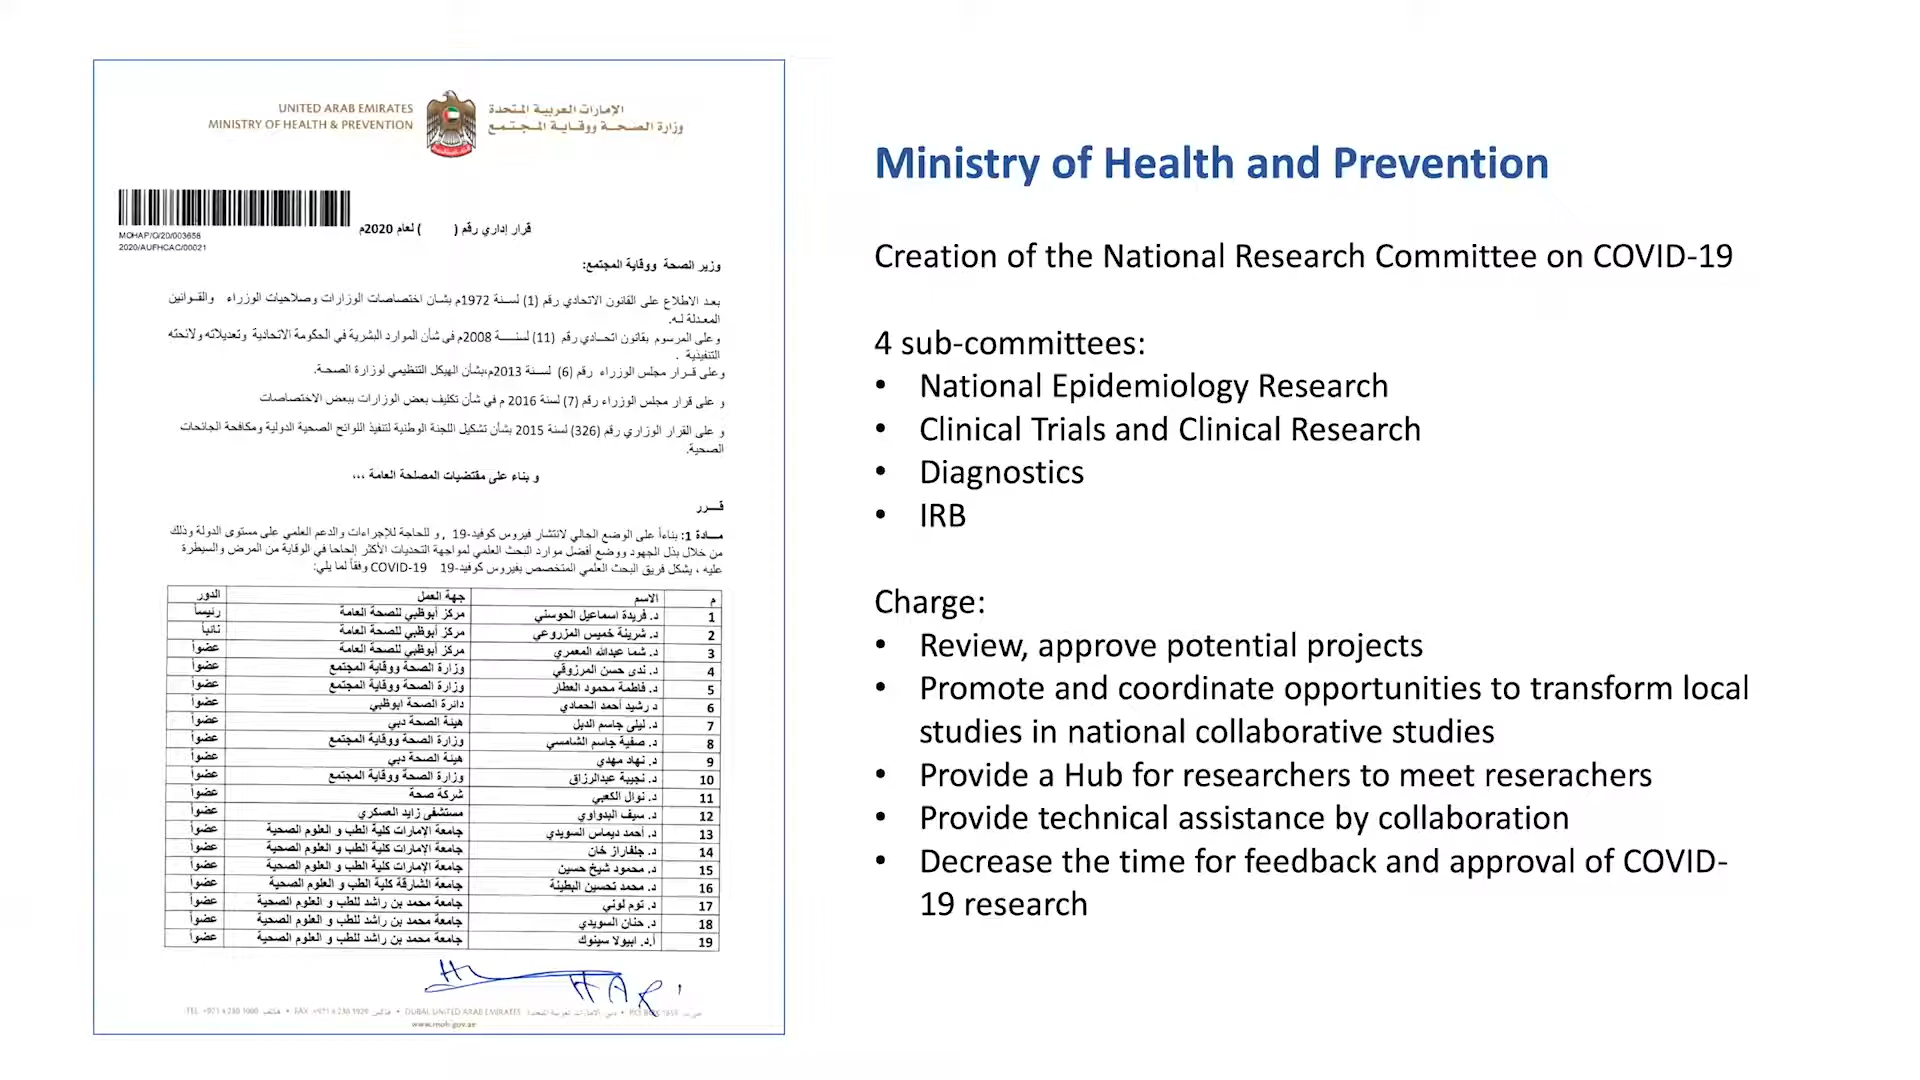 UNITED ARAB EMIRATES
MINISTRY OF HEALTH & PREVENTION
الإمارات العربية المتحدة
وزارة الصحة ووقاية المجتمع
MOHAP/O/20/003658
2020/AUFHCAC/00021
قرار إداري رقم ( ) لعام 2020م
وزير الصحة ووقاية المجتمع:
بعد الاطلاع على القانون الاتحادي رقم (1) لسنة 1972م بشان اختصاصات الوزارات وصلاحيات الوزراء والقوانين
المعدلة له.
وعلى المرسوم بقانون اتحادي رقم (11) لسنة 2008م في شأن الموارد البشرية في الحكومة الاتحادية وتعديلاته ولائحته
التنفيذية .
وعلى قرار مجلس الوزراء رقم (6) لسنة 2013م،بشأن الهيكل التنظيمي لوزارة الصحة.
و على قرار مجلس الوزراء رقم (7) لسنة 2016 م في شأن تكليف بعض الوزارات ببعض الاختصاصات
و على القرار الوزاري رقم (326) لسنة 2015 بشأن تشكيل اللجنة الوطنية لتنفيذ اللوائح الصحية الدولية ومكافحة الجائحات
الصحية.
و بناء على مقتضيات المصلحة العامة ،،،
قـــرر
مـــادة 1: بناءاً على الوضع الحالي لانتشار فيروس كوفيد-19 , و للحاجة للإجراءات والدعم العلمي على مستوى الدولة وذلك
من خلال بذل الجهود ووضع أفضل موارد البحث العلمي لمواجهة التحديات الأكثر إلحاحا في الوقاية من المرض والسيطرة
عليه ، يشكل فريق البحث العلمي المتخصص بفيروس كوفيد-19 COVID-19 وفقاً لما يلي:
م الاسم جهة العمل الدور
1 د. فريدة اسماعيل الحوسني مركز أبوظبي للصحة العامة رئيساً
2 د. شرينة خميس المزروعي مركز أبوظبي للصحة العامة نائباً
3 د. شما عبدالله المعمري مركز أبوظبي للصحة العامة عضواً
4 د. ندى حسن المرزوقي وزارة الصحة ووقاية المجتمع عضواً
5 د. فاطمة محمود العطار وزارة الصحة ووقاية المجتمع عضواً
6 د رشيد أحمد الحمادي دائرة الصحة ابوظبي عضواً
7 د. ليلى جاسم الدبل هيئة الصحة دبي عضواً
8 د. صفية جاسم الشامسي وزارة الصحة ووقاية المجتمع عضواً
9 د. نهاد مهدي هيئة الصحة دبي عضواً
10 د. نجيبة عبدالرزاق وزارة الصحة ووقاية المجتمع عضواً
11 د. نوال الكعبي شركة صحة عضواً
12 د. سيف البدواوي مستشفى زايد العسكري عضواً
13 د. أحمد ديماس السويدي جامعة الإمارات كلية الطب و العلوم الصحية عضواً
14 د. جلفاراز خان جامعة الإمارات كلية الطب و العلوم الصحية عضواً
15 د. محمود شيخ حسين جامعة الإمارات كلية الطب و العلوم الصحية عضواً
16 د. محمد تحسين البطينة جامعة الشارقة كلية الطب و العلوم الصحية عضواً
17 د. توم لوني جامعة محمد بن راشد للطب و العلوم الصحية عضواً
18 د. حنان السويدي جامعة محمد بن راشد للطب و العلوم الصحية عضواً
19 أ.د. ابيولا سينوك جامعة محمد بن راشد للطب و العلوم الصحية عضواً
www.moh.gov.ae
Ministry of Health and Prevention
Creation of the National Research Committee on COVID-19
4 sub-committees:
• National Epidemiology Research
• Clinical Trials and Clinical Research
• Diagnostics
• IRB
Charge:
• Review, approve potential projects
• Promote and coordinate opportunities to transform local
studies in national collaborative studies
• Provide a Hub for researchers to meet reserachers
• Provide technical assistance by collaboration
• Decrease the time for feedback and approval of COVID-
19 research